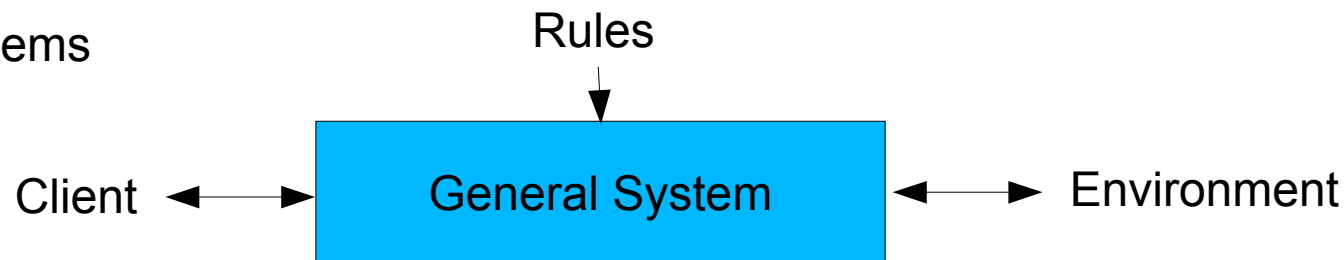 ems
Rules
Client
General System
Environment